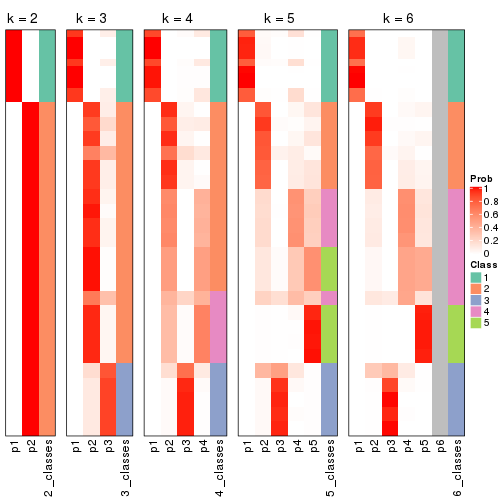 k = 2
k = 3
k = 4
k = 5
k = 6
Prob
1
0.8
0.6
0.4
0.2
0
Class
1
2
3
4
5
p1
p2
2_classes
p1
p2
p3
3_classes
p1
p2
p3
p4
4_classes
p1
p2
p3
p4
p5
5_classes
p1
p2
p3
p4
p5
p6
6_classes